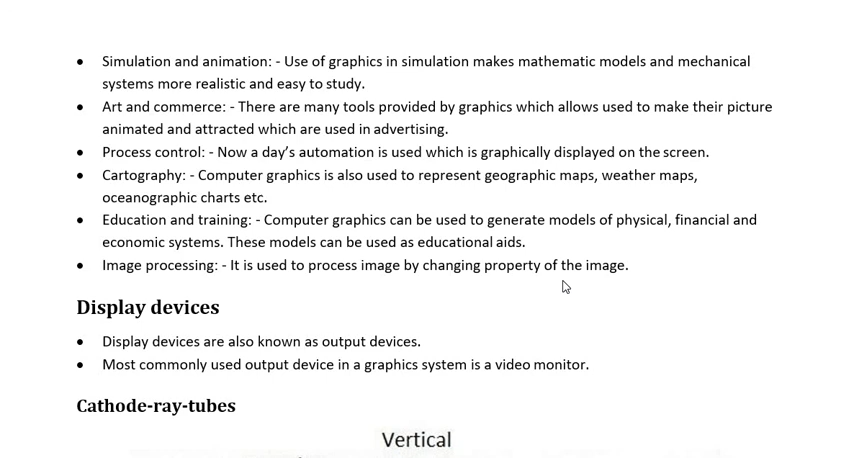 • Simulation and animation: - Use of graphics in simulation makes mathematic models and mechanical
systems more realistic and easy to study.
• Art and commerce: - There are many tools provided by graphics which allows used to make their picture
animated and attracted which are used in advertising.
• Process control: - Now a day’s automation is used which is graphically displayed on the screen.
• Cartography: - Computer graphics is also used to represent geographic maps, weather maps,
oceanographic charts etc.
• Education and training: - Computer graphics can be used to generate models of physical, financial and
economic systems. These models can be used as educational aids.
• Image processing: - It is used to process image by changing property of the image.
Display devices
• Display devices are also known as output devices.
• Most commonly used output device in a graphics system is a video monitor.
Cathode-ray-tubes
Vertical